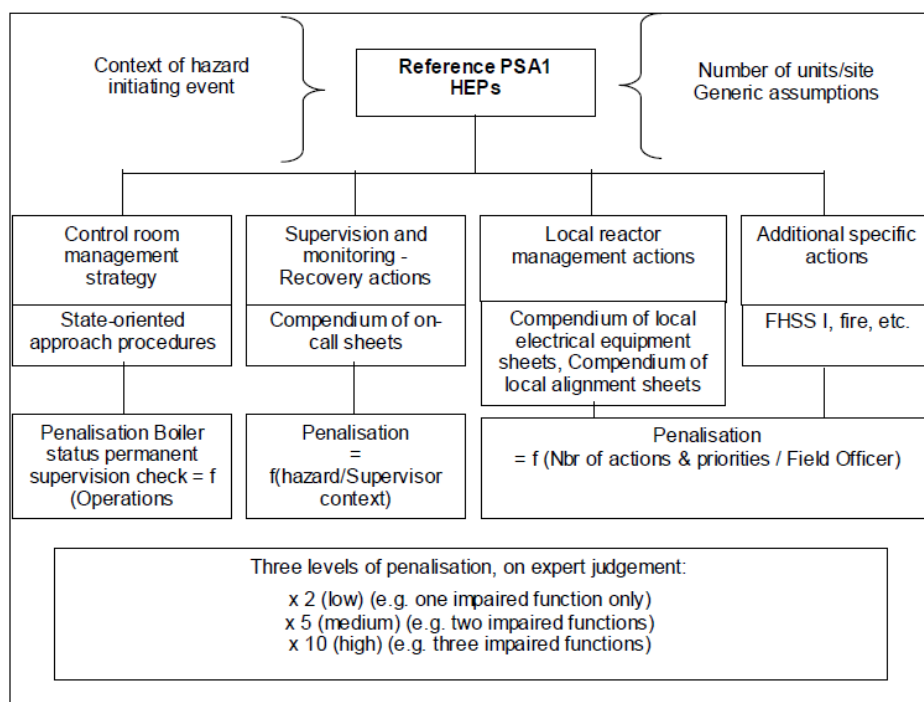 Context of hazard
initiating event
Reference PSA1
HEPs
Number of units/site
Generic assumptions
Control room
management
strategy
State-oriented
approach procedures
Penalisation Boiler
status permanent
supervision check = f
(Operations
Supervision and
monitoring -
Recovery actions
Compendium of on-
call sheets
Penalisation
=
f(hazard/Supervisor
context)
Local reactor
management actions
Compendium of local
electrical equipment
sheets, Compendium of
local alignment sheets
Additional specific
actions
FHSS I, fire, etc.
Penalisation
= f (Nbr of actions & priorities / Field Officer)
Three levels of penalisation, on expert judgement:
x 2 (low) (e.g. one impaired function only)
x 5 (medium) (e.g. two impaired functions)
x 10 (high) (e.g. three impaired functions)